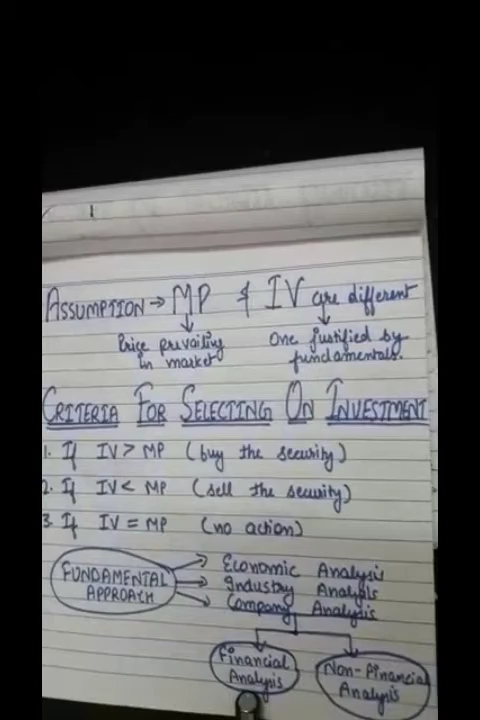 ASSUMPTION → MP & IV are different
Price prevailing in market
One justified by fundamentals.
CRITERIA FOR SELECTING ON INVESTMENT
1. If IV > MP (buy the security)
2. If IV < MP (sell the security)
3. If IV = MP (no action)
FUNDAMENTAL APPROACH
Economic Analysis
Industry Analysis
Company Analysis
Financial Analysis
Non-Financial Analysis